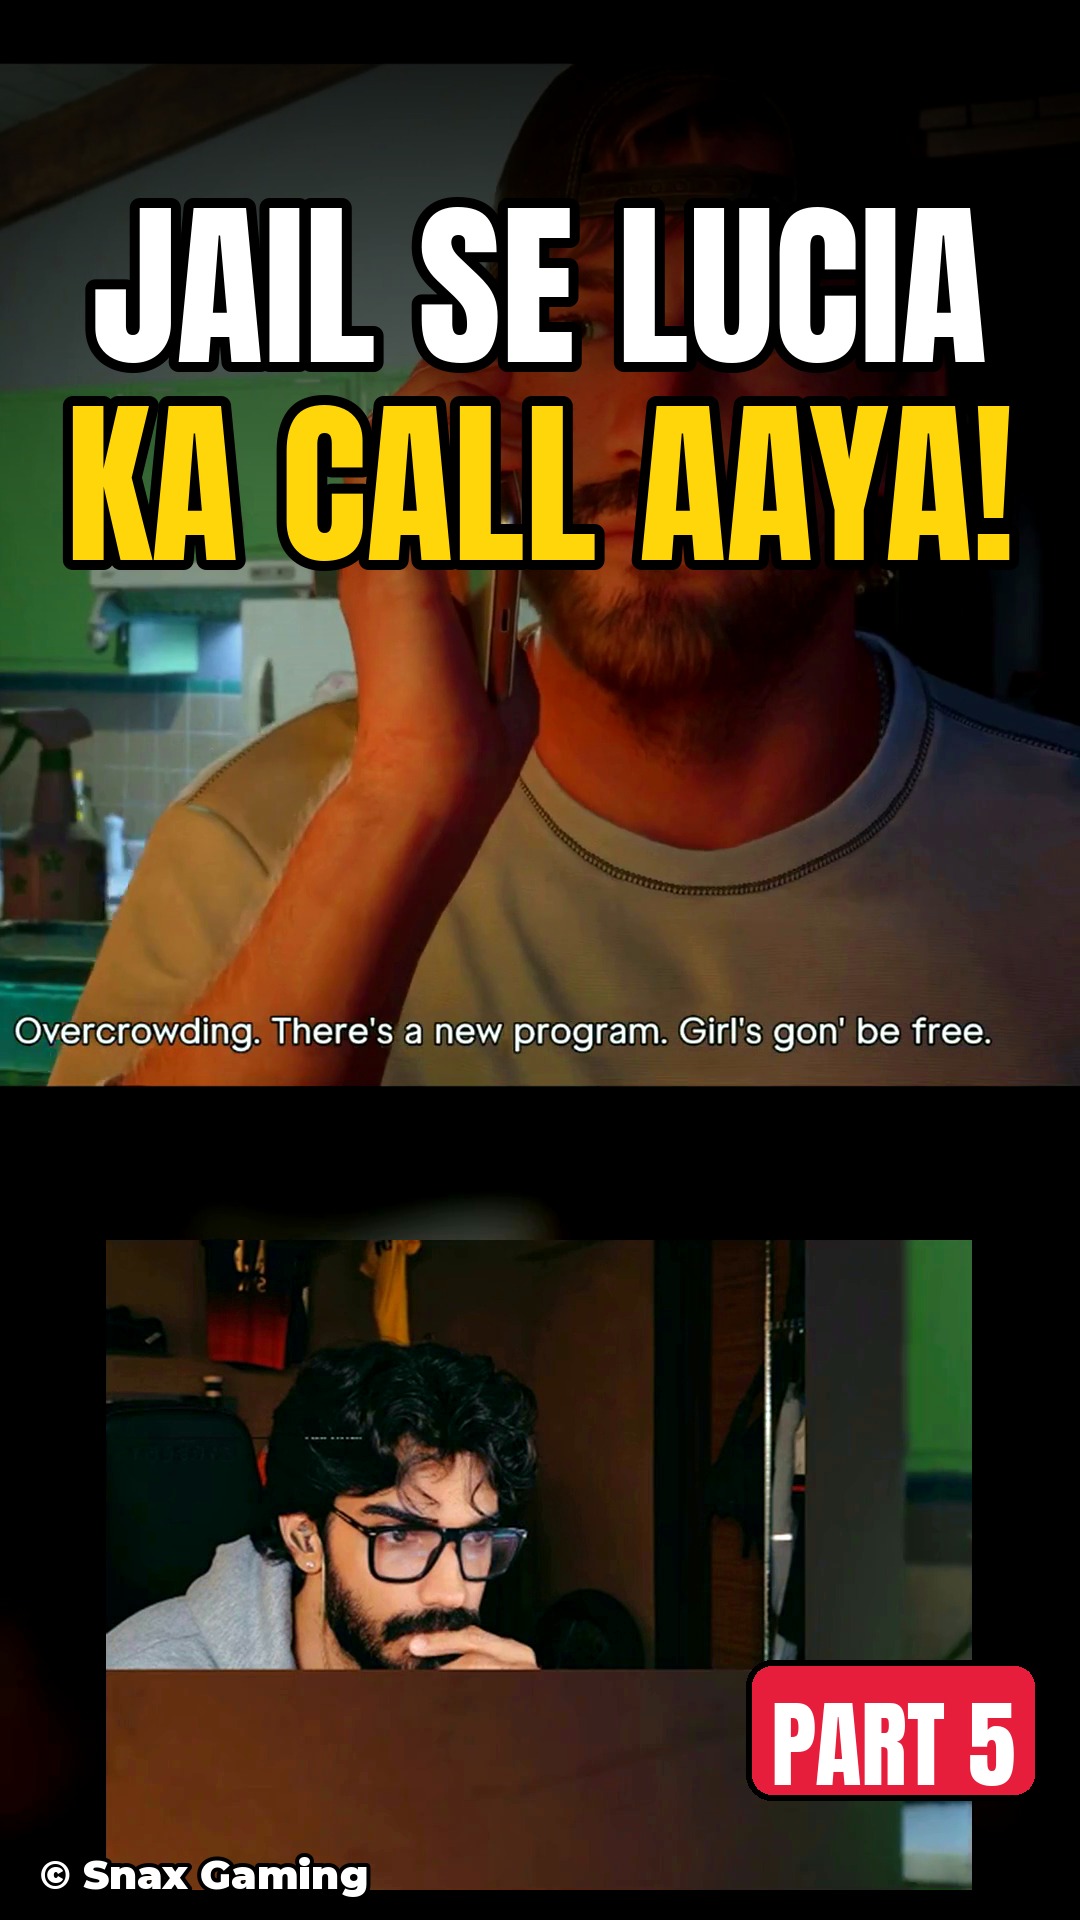 JAIL SE LUCIA
KA CALL AAYA!
Overcrowding. There's a new program. Girl's gon' be free.
PART 5
© Snax Gaming